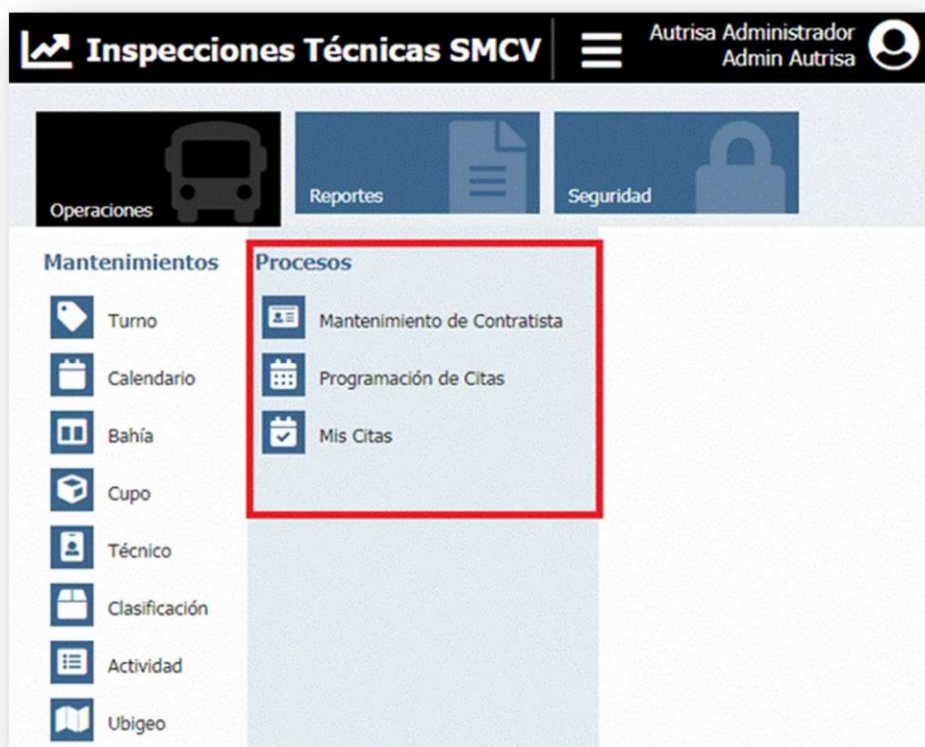 Inspecciones Técnicas SMCV
Autrisa Administrador
Admin Autrisa
Operaciones
Reportes
Seguridad
Mantenimientos
Turno
Calendario
Bahía
Cupo
Técnico
Clasificación
Actividad
Ubigeo
Procesos
Mantenimiento de Contratista
Programación de Citas
Mis Citas